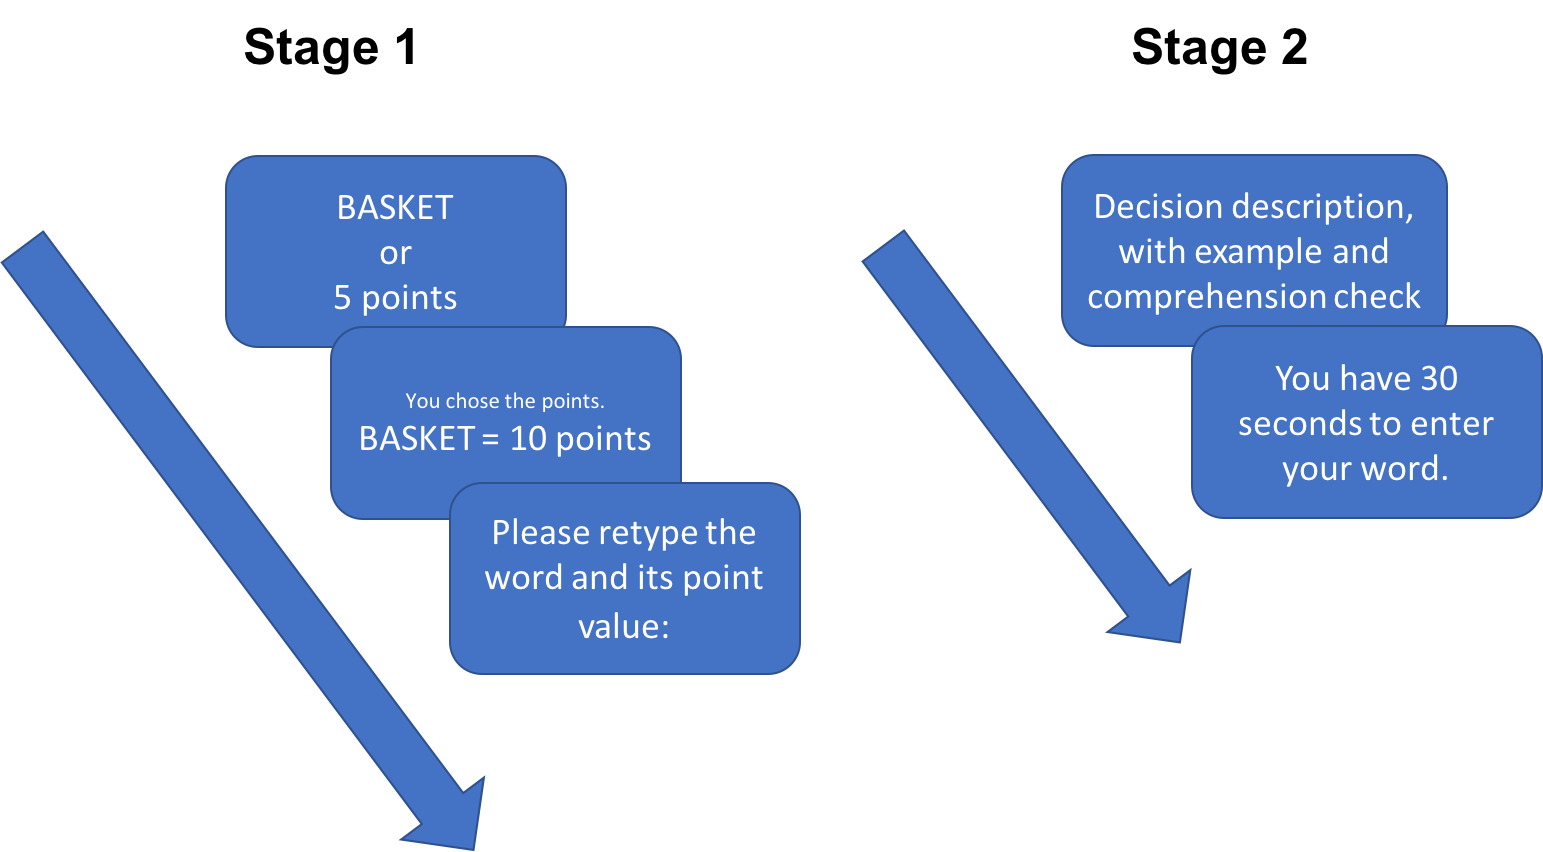 Stage 1
BASKET
or
5 points
You chose the points.
BASKET = 10 points
Please retype the
word and its point
value:
Stage 2
Decision description,
with example and
comprehension check
You have 30
seconds to enter
your word.